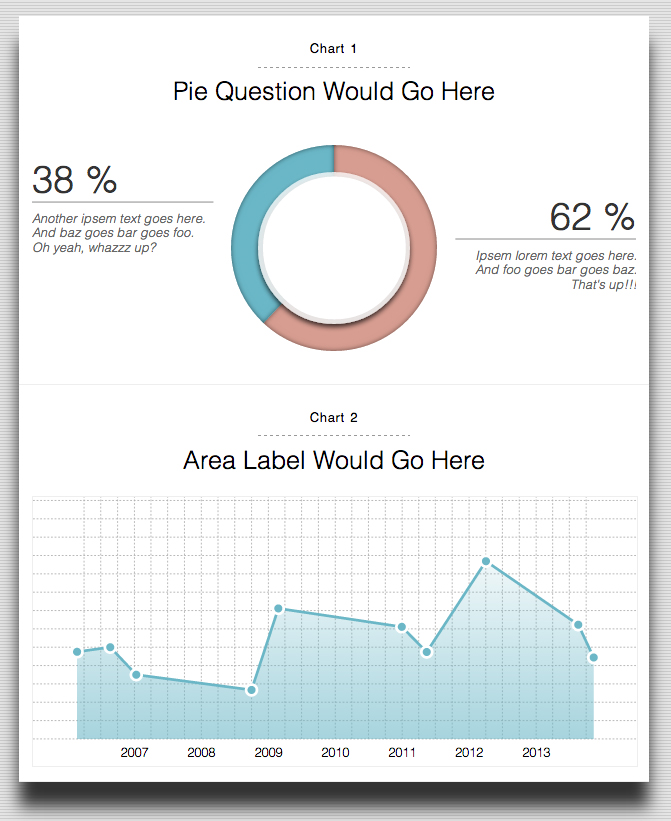 Chart 1
Pie Question Would Go Here
38 %
Another ipsem text goes here.
And baz goes bar goes foo.
Oh yeah, whazzz up?
62 %
Ipsem lorem text goes here.
And foo goes bar goes baz.
That's up!!!
Chart 2
Area Label Would Go Here
2007 2008 2009 2010 2011 2012 2013